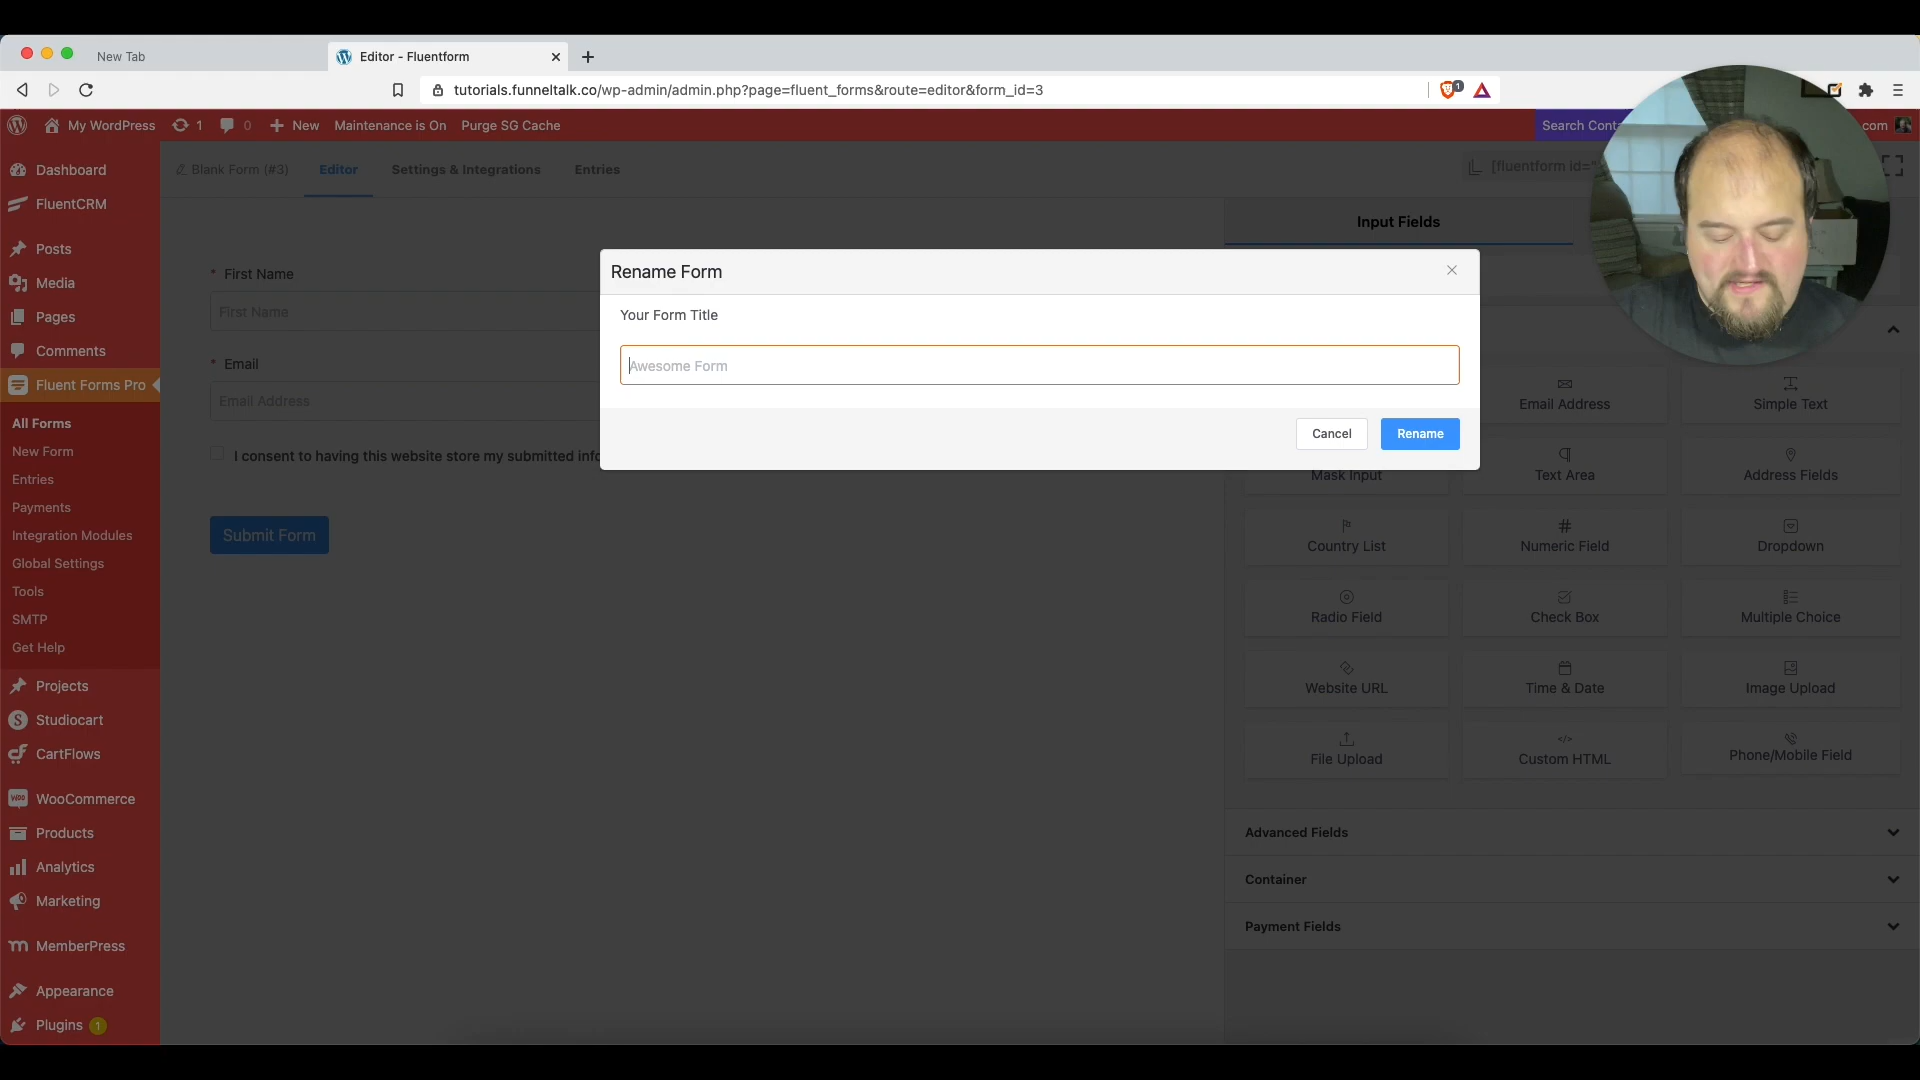 New Tab
Editor - Fluentform
tutorials.funneltalk.co/wp-admin/admin.php?page=fluent_forms&route=editor&form_id=3
1
My WordPress
1
0
New
Maintenance is On
Purge SG Cache
Search Conta
com
Dashboard
FluentCRM
Posts
Media
Pages
Comments
Fluent Forms Pro
All Forms
New Form
Entries
Payments
Integration Modules
Global Settings
Tools
SMTP
Get Help
Projects
Studiocart
CartFlows
WooCommerce
Products
Analytics
Marketing
MemberPress
Appearance
Plugins 1
Blank Form (#3)
Editor
Settings & Integrations
Entries
[fluentform id="
* First Name
First Name
* Email
Email Address
I consent to having this website store my submitted info
Submit Form
Rename Form
Your Form Title
Awesome Form
Cancel
Rename
Input Fields
Email Address
Simple Text
Mask Input
Text Area
Address Fields
Country List
Numeric Field
Dropdown
Radio Field
Check Box
Multiple Choice
Website URL
Time & Date
Image Upload
File Upload
Custom HTML
Phone/Mobile Field
Advanced Fields
Container
Payment Fields